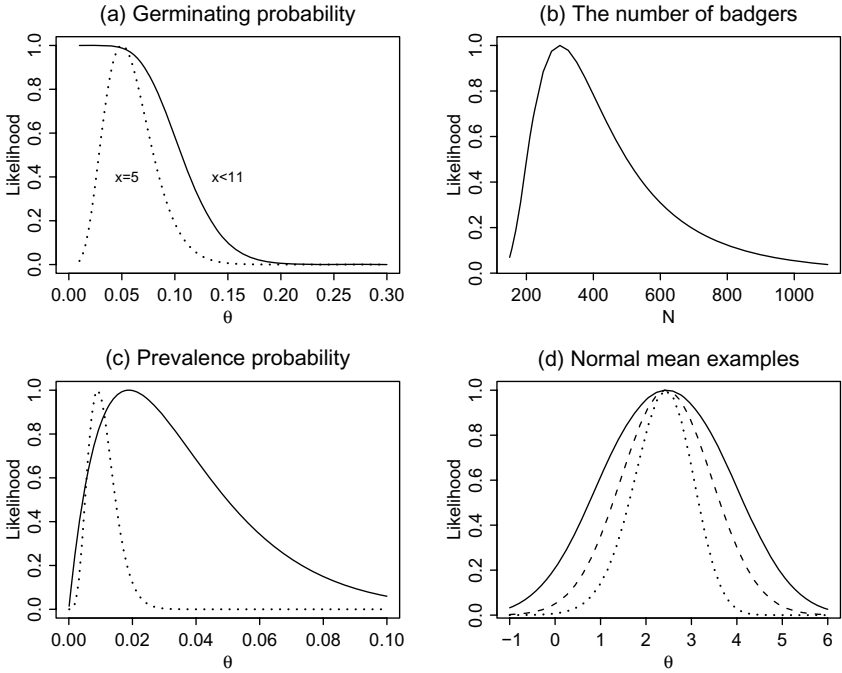 (a) Germinating probability
Likelihood
0.0 0.2 0.4 0.6 0.8 1.0
x=5
x<11
0.00 0.05 0.10 0.15 0.20 0.25 0.30
θ
(b) The number of badgers
Likelihood
0.0 0.2 0.4 0.6 0.8 1.0
200 400 600 800 1000
N
(c) Prevalence probability
Likelihood
0.0 0.2 0.4 0.6 0.8 1.0
0.00 0.02 0.04 0.06 0.08 0.10
θ
(d) Normal mean examples
Likelihood
0.0 0.2 0.4 0.6 0.8 1.0
−1 0 1 2 3 4 5 6
θ